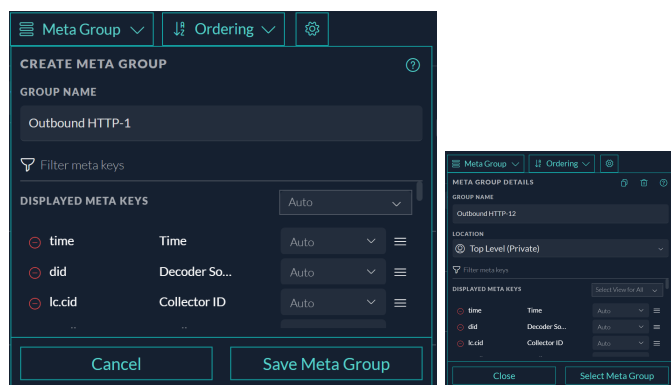 Meta Group
Ordering
CREATE META GROUP
GROUP NAME
Outbound HTTP-1
Filter meta keys
DISPLAYED META KEYS
Auto
time Time Auto
did Decoder So... Auto
lc.cid Collector ID Auto
Cancel
Save Meta Group
Meta Group
Ordering
META GROUP DETAILS
GROUP NAME
Outbound HTTP-12
LOCATION
Top Level (Private)
Filter meta keys
DISPLAYED META KEYS
Select View for All
time Time Auto
did Decoder So... Auto
lc.cid Collector ID Auto
Close
Select Meta Group